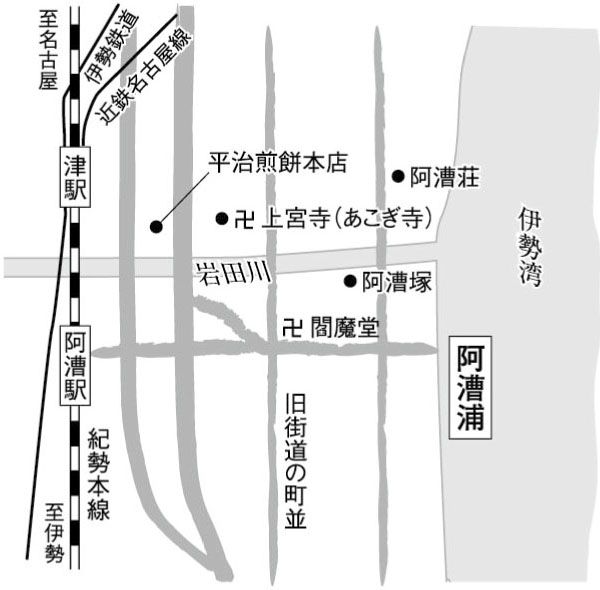 至名古屋
伊勢鉄道
近鉄名古屋線
津駅
平治煎餅本店
阿漕荘
卍 上宮寺（あこぎ寺）
伊勢湾
岩田川
阿漕塚
卍 閻魔堂
阿漕駅
阿漕浦
旧街道の町並
紀勢本線
至伊勢